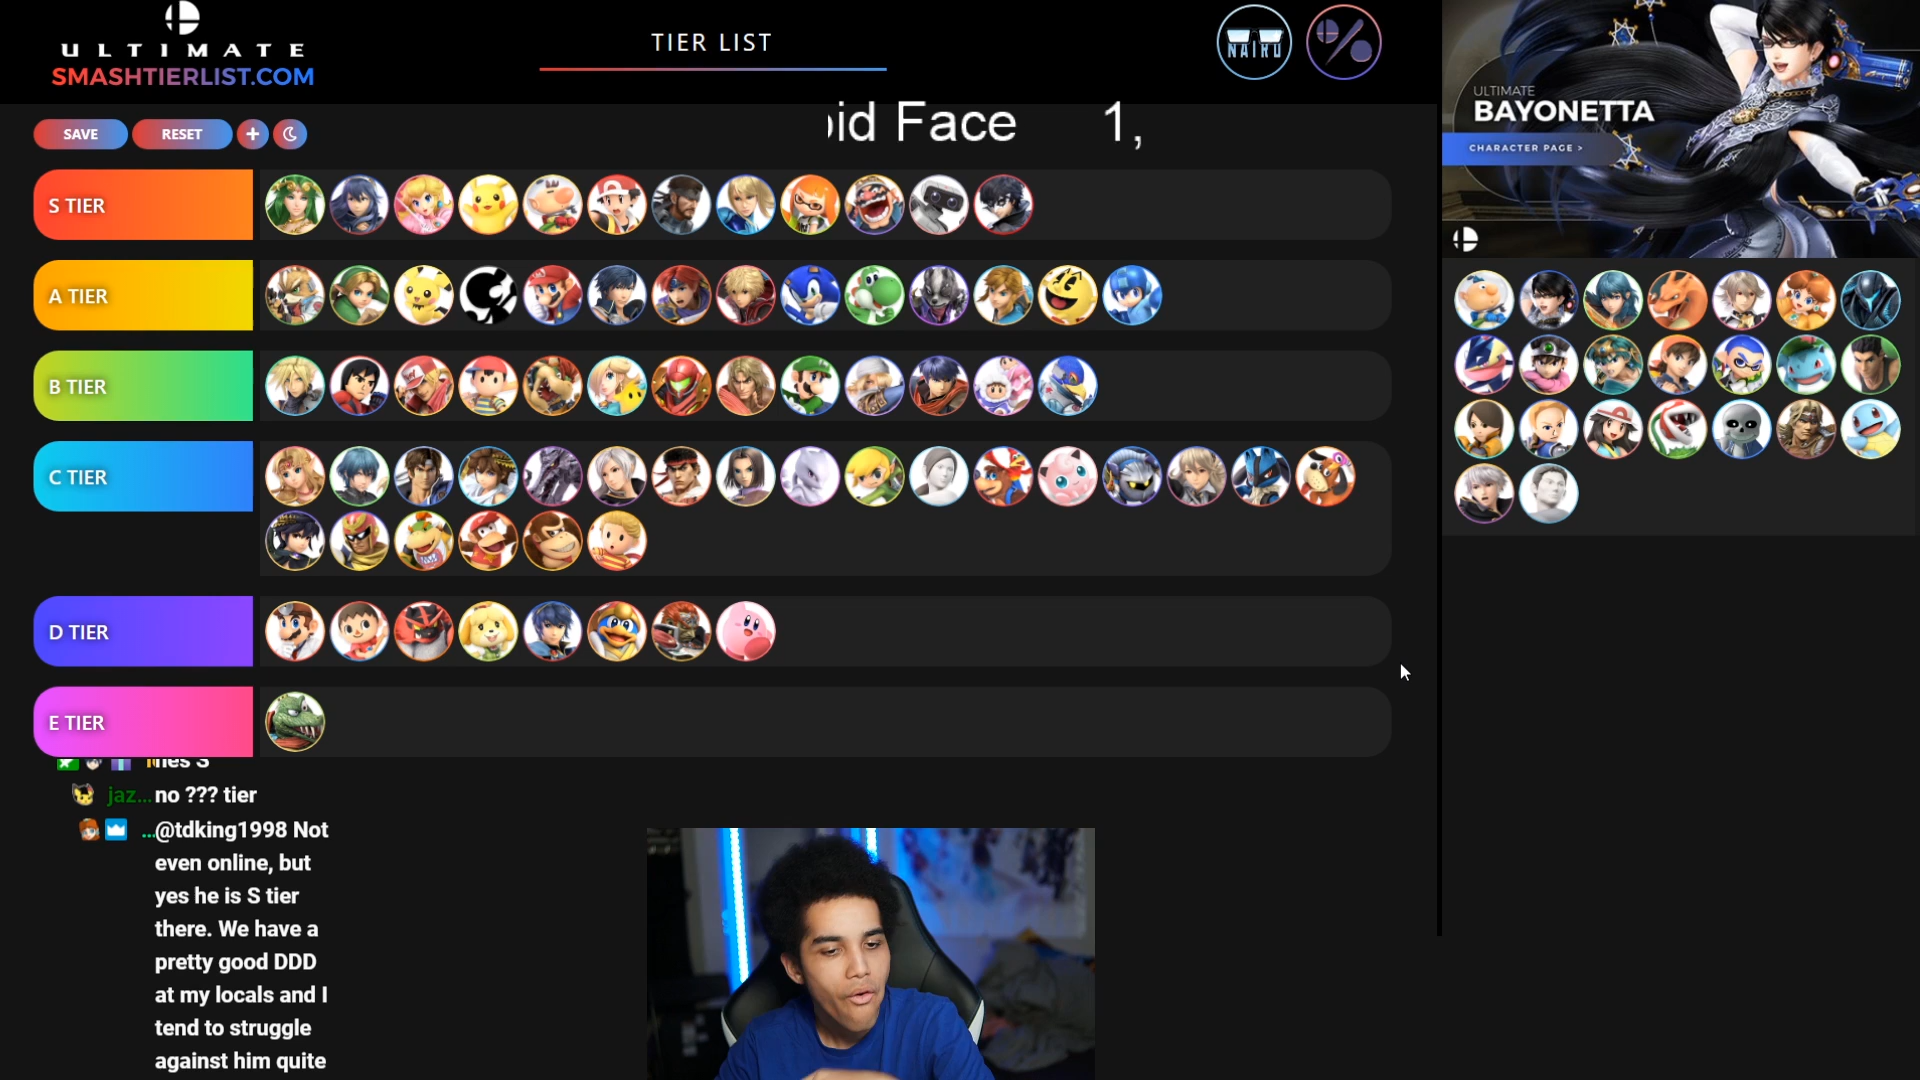 ULTIMATE
SMASHTIERLIST.COM
TIER LIST
NAIRU
ULTIMATE
BAYONETTA
CHARACTER PAGE >
SAVE
RESET
+
id Face 1,
S TIER
A TIER
B TIER
C TIER
D TIER
E TIER
jaz... no ??? tier
...@tdking1998 Not
even online, but
yes he is S tier
there. We have a
pretty good DDD
at my locals and I
tend to struggle
against him quite